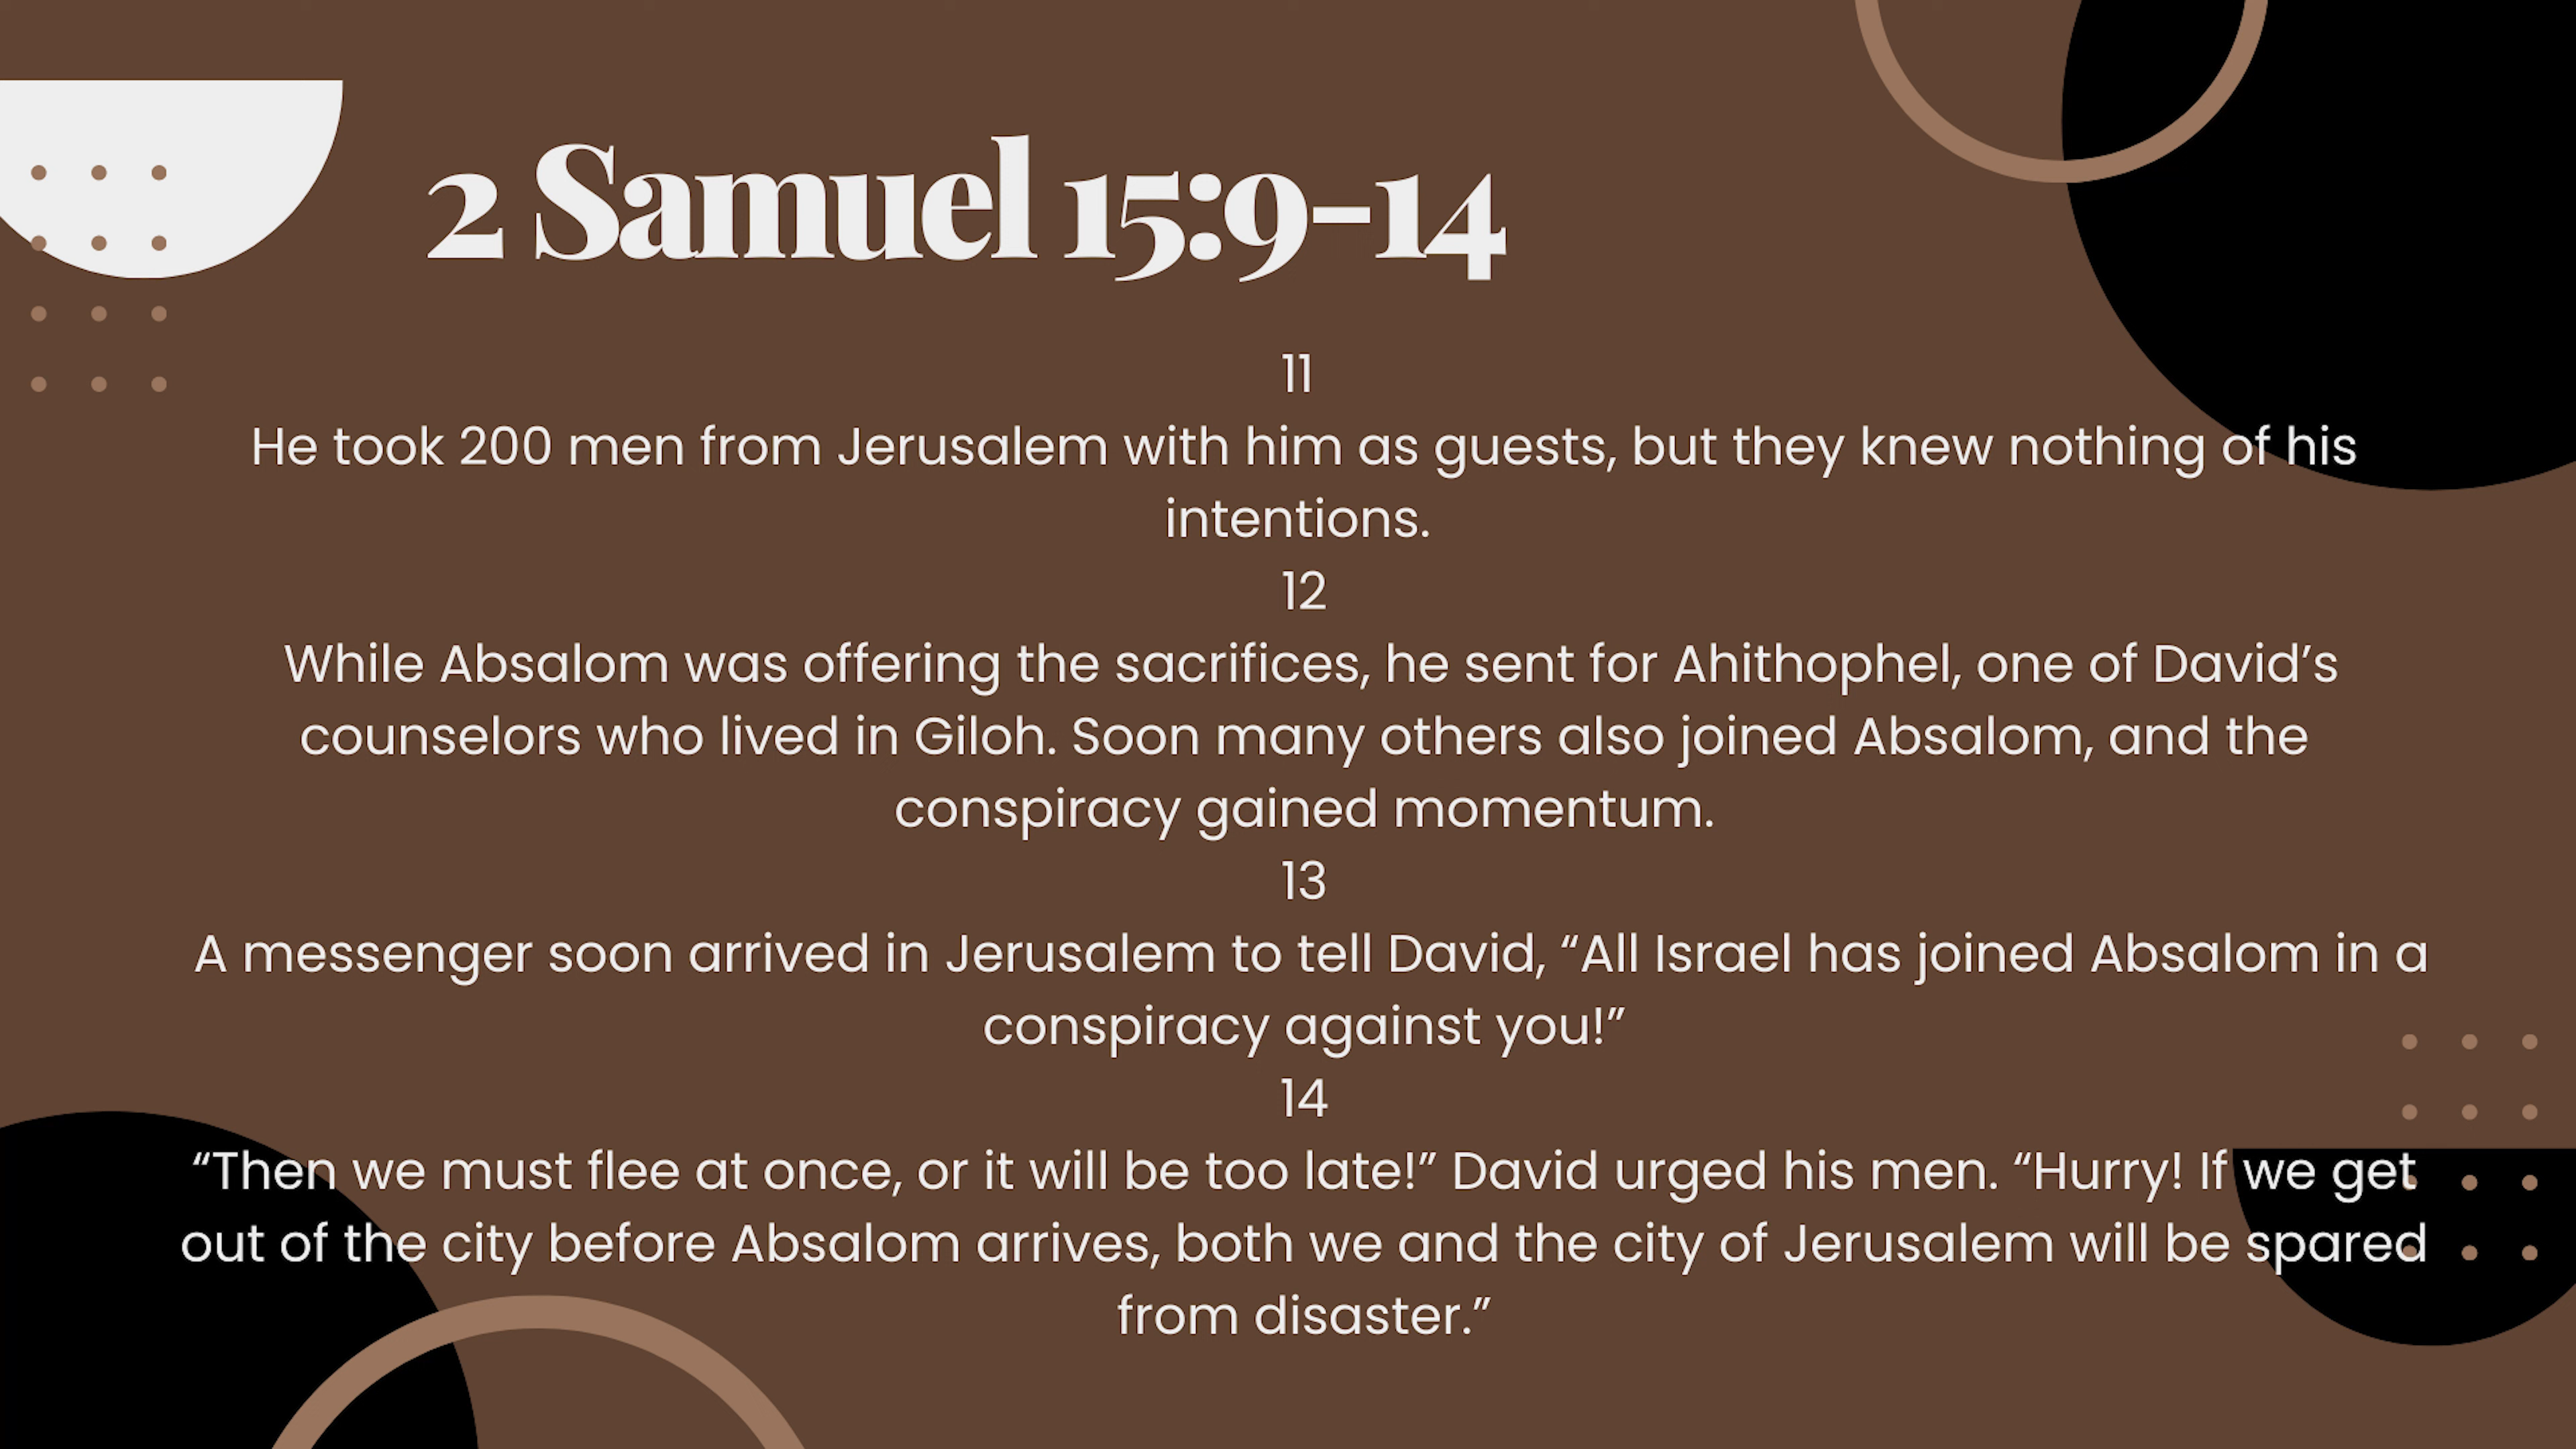 2 Samuel 15:9-14
11
He took 200 men from Jerusalem with him as guests, but they knew nothing of his
intentions.
12
While Absalom was offering the sacrifices, he sent for Ahithophel, one of David’s
counselors who lived in Giloh. Soon many others also joined Absalom, and the
conspiracy gained momentum.
13
A messenger soon arrived in Jerusalem to tell David, “All Israel has joined Absalom in a
conspiracy against you!”
14
“Then we must flee at once, or it will be too late!” David urged his men. “Hurry! If we get
out of the city before Absalom arrives, both we and the city of Jerusalem will be spared
from disaster.”